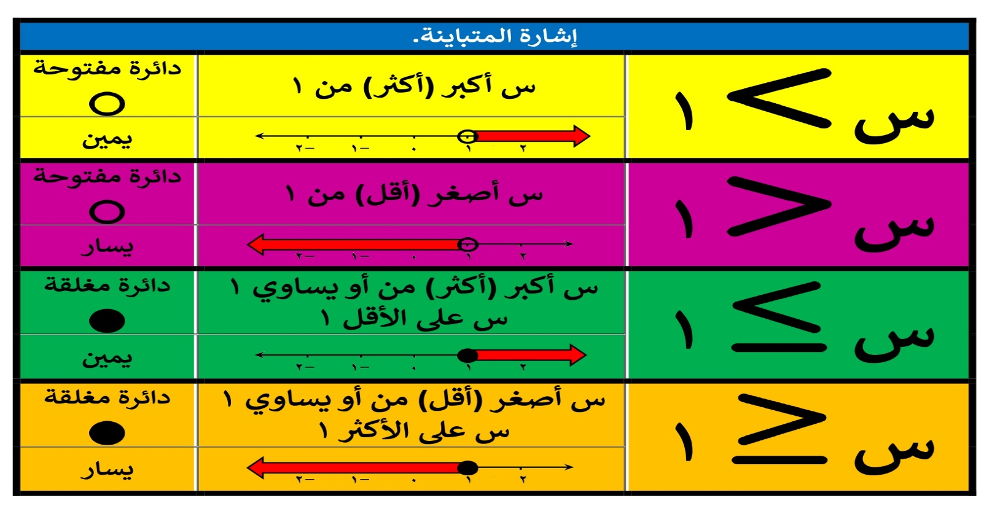 إشارة المتباينة.
س > ١
س أكبر (أكثر) من ١
دائرة مفتوحة
–٢ –١ ٠ ١ ٢
يمين
س < ١
س أصغر (أقل) من ١
دائرة مفتوحة
–٢ –١ ٠ ١ ٢
يسار
س ≥ ١
س أكبر (أكثر) من أو يساوي ١
س على الأقل ١
دائرة مغلقة
–٢ –١ ٠ ١ ٢
يمين
س ≤ ١
س أصغر (أقل) من أو يساوي ١
س على الأكثر ١
دائرة مغلقة
–٢ –١ ٠ ١ ٢
يسار